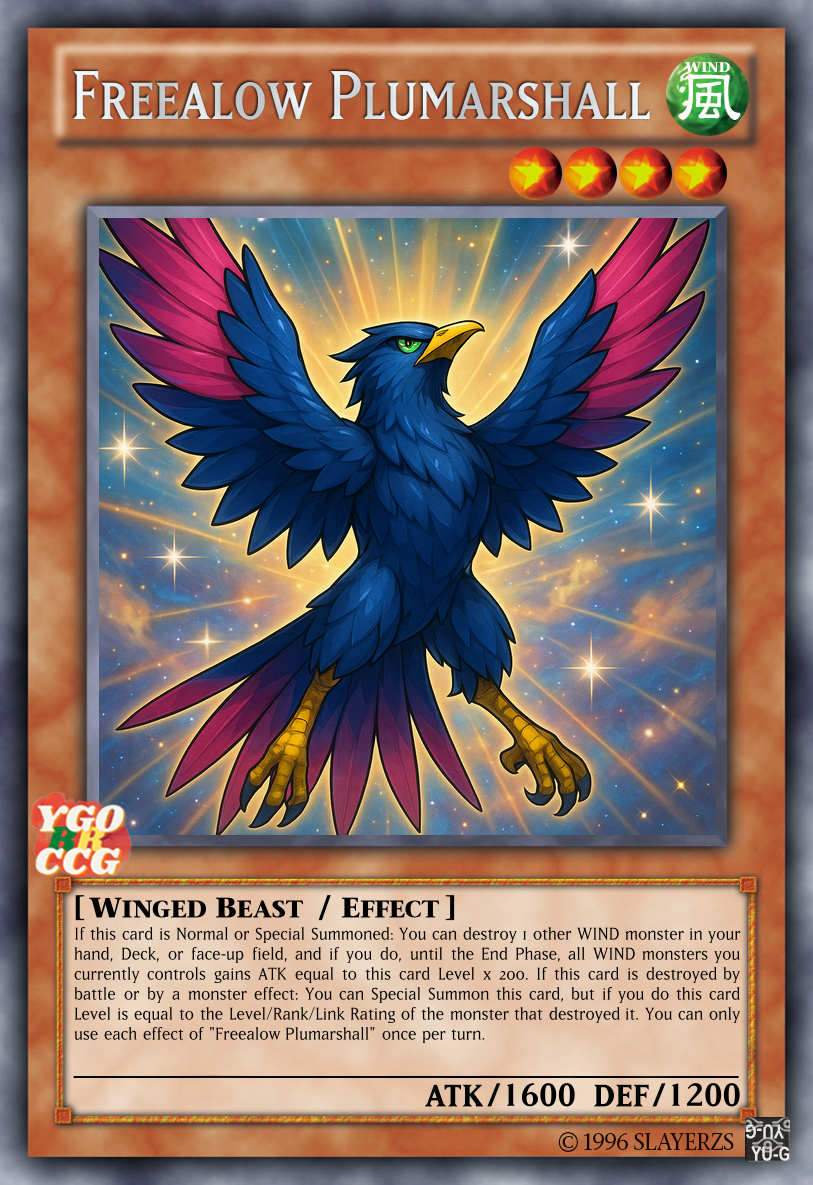 Freealow Plumarshall
WIND
風
[ Winged Beast / Effect ]
If this card is Normal or Special Summoned: You can destroy 1 other WIND monster in your
hand, Deck, or face-up field, and if you do, until the End Phase, all WIND monsters you
currently controls gains ATK equal to this card Level x 200. If this card is destroyed by
battle or by a monster effect: You can Special Summon this card, but if you do this card
Level is equal to the Level/Rank/Link Rating of the monster that destroyed it. You can only
use each effect of "Freealow Plumarshall" once per turn.
ATK/1600 DEF/1200
YGO
RR
CCG
© 1996 SLAYERZS
YU-G
YU-G